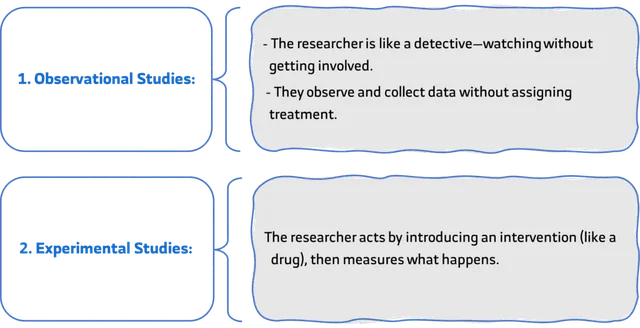 1. Observational Studies:
- The researcher is like a detective—watching without
getting involved.
- They observe and collect data without assigning
treatment.
2. Experimental Studies:
The researcher acts by introducing an intervention (like a
drug), then measures what happens.